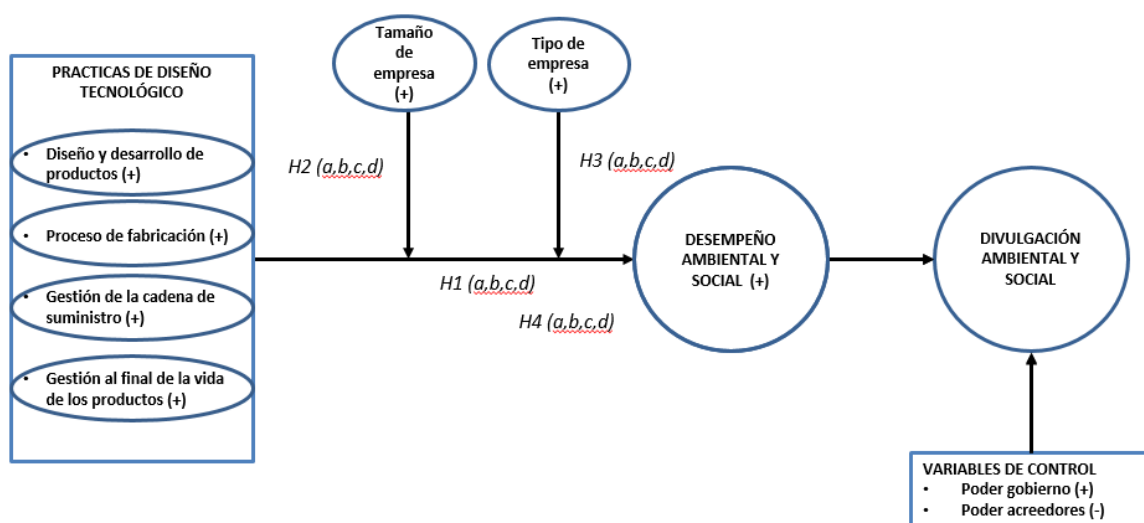 PRACTICAS DE DISEÑO
TECNOLÓGICO
• Diseño y desarrollo de
productos (+)
• Proceso de fabricación (+)
• Gestión de la cadena de
suministro (+)
• Gestión al final de la vida
de los productos (+)
Tamaño
de
empresa
(+)
Tipo de
empresa
(+)
H2 (a,b,c,d)
H3 (a,b,c,d)
H1 (a,b,c,d)
H4 (a,b,c,d)
DESEMPEÑO
AMBIENTAL Y
SOCIAL (+)
DIVULGACIÓN
AMBIENTAL Y
SOCIAL
VARIABLES DE CONTROL
• Poder gobierno (+)
• Poder acreedores (-)